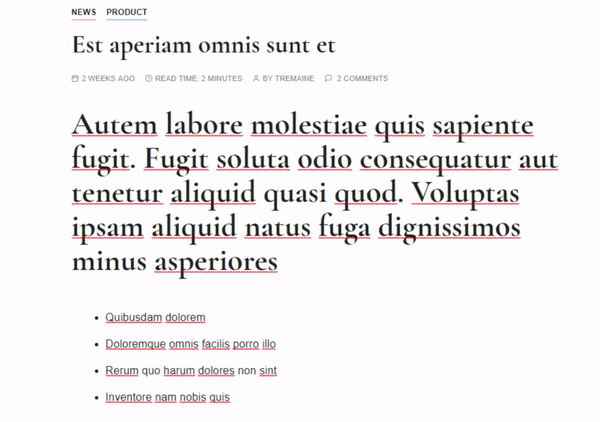 NEWS PRODUCT
Est aperiam omnis sunt et
2 WEEKS AGO READ TIME: 2 MINUTES BY TREMAINE 2 COMMENTS
Autem labore molestiae quis sapiente
fugit. Fugit soluta odio consequatur aut
tenetur aliquid quasi quod. Voluptas
ipsam aliquid natus fuga dignissimos
minus asperiores
Quibusdam dolorem
Doloremque omnis facilis porro illo
Rerum quo harum dolores non sint
Inventore nam nobis quis